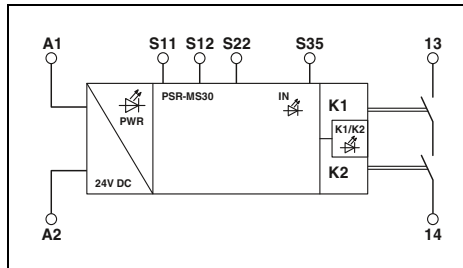 A1 S11 S12 S22 S35 13
PSR-MS30 IN K1
PWR K1/K2
24V DC K2
A2 14